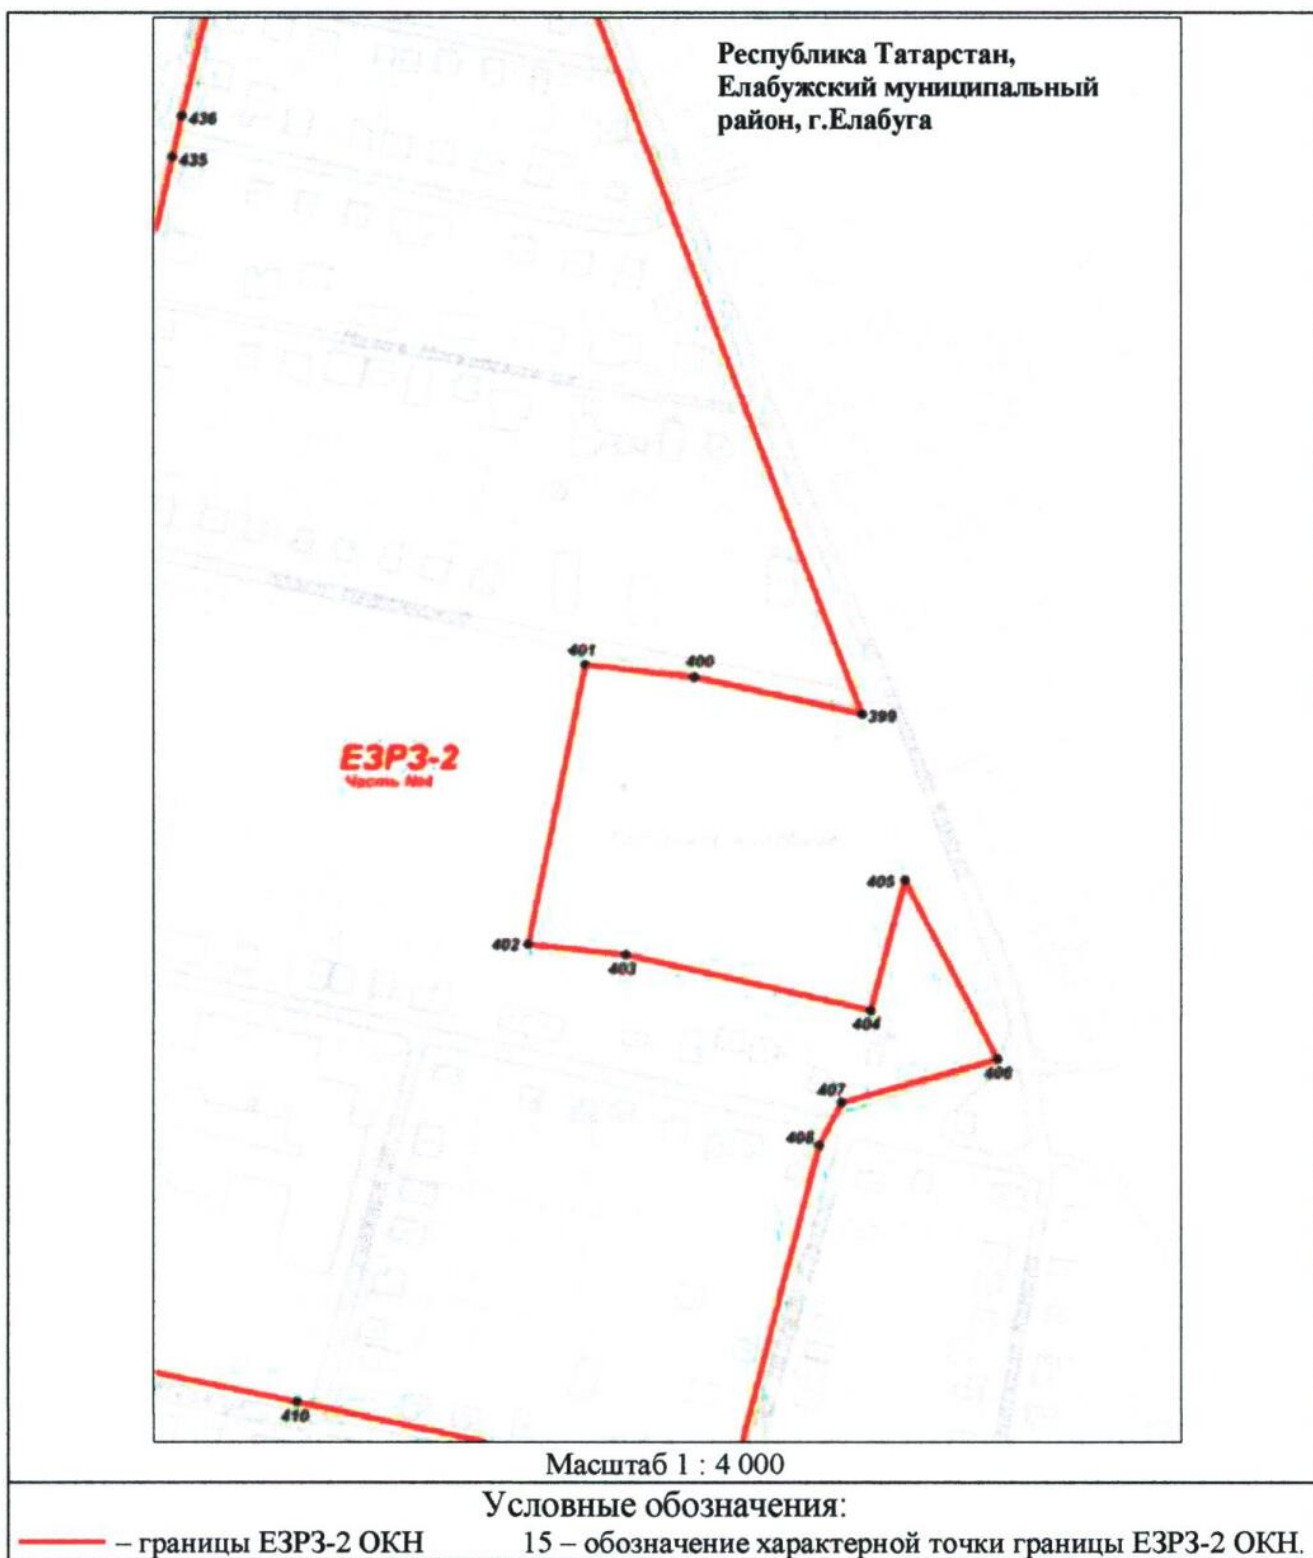 Республика Татарстан,
Елабужский муниципальный
район, г.Елабуга
436
435
401
400
399
ЕЗРЗ-2
Часть №4
405
402
403
404
406
407
408
410
Масштаб 1 : 4 000
Условные обозначения:
– границы ЕЗРЗ-2 ОКН 15 – обозначение характерной точки границы ЕЗРЗ-2 ОКН.